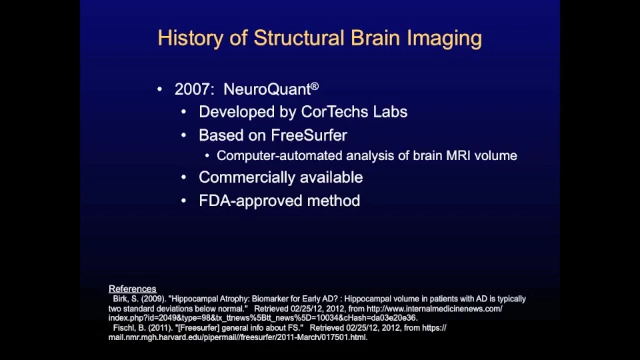 History of Structural Brain Imaging
• 2007: NeuroQuant®
• Developed by CorTechs Labs
• Based on FreeSurfer
• Computer-automated analysis of brain MRI volume
• Commercially available
• FDA-approved method
References
Birk, S. (2009). "Hippocampal Atrophy: Biomarker for Early AD? : Hippocampal volume in patients with AD is typically
two standard deviations below normal." Retrieved 02/25/12, 2012, from http://www.internalmedicinenews.com/
index.php?id=2049&type=98&tx_ttnews%5Btt_news%5D=10034&cHash=da03e20e36.
Fischl, B. (2011). "[Freesurfer] general info about FS." Retrieved 02/25/12, 2012, from https://
mail.nmr.mgh.harvard.edu/pipermail/freesurfer/2011-March/017501.html.